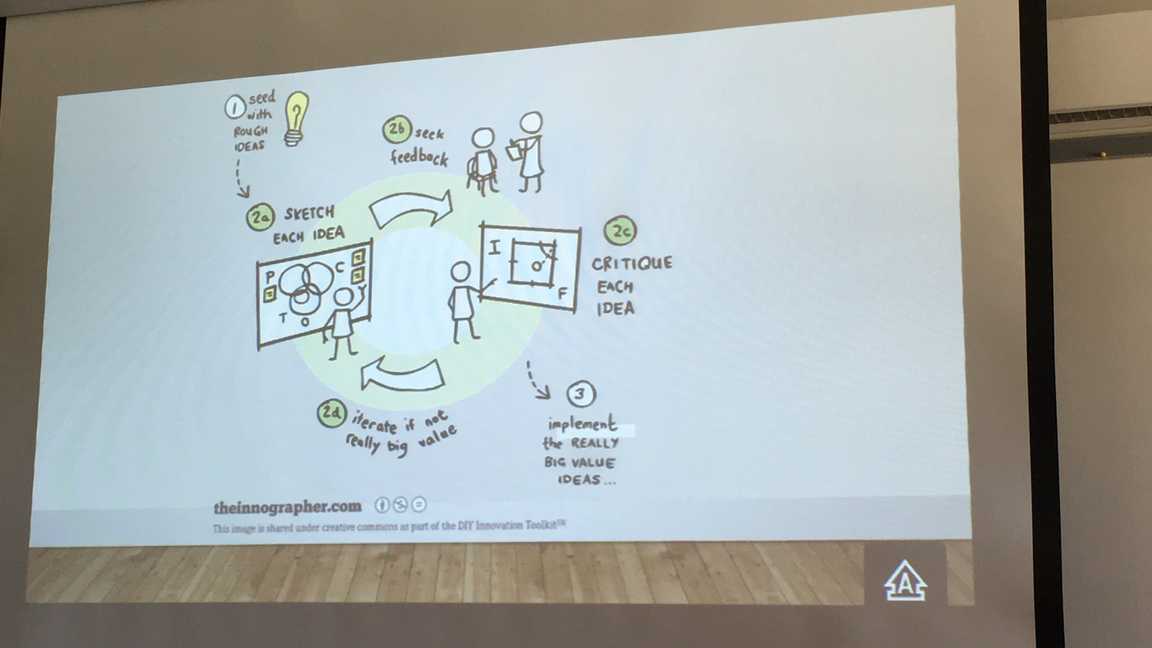 1 seed
with
ROUGH
IDEAS
2a SKETCH
EACH IDEA
P C
T O
2b seek
feedback
I
O
F
2c
CRITIQUE
EACH
IDEA
2d iterate if not
really big value
3
implement
the REALLY
BIG VALUE
IDEAS...
theinnographer.com
This image is shared under creative commons as part of the DIY Innovation Toolkit™
A